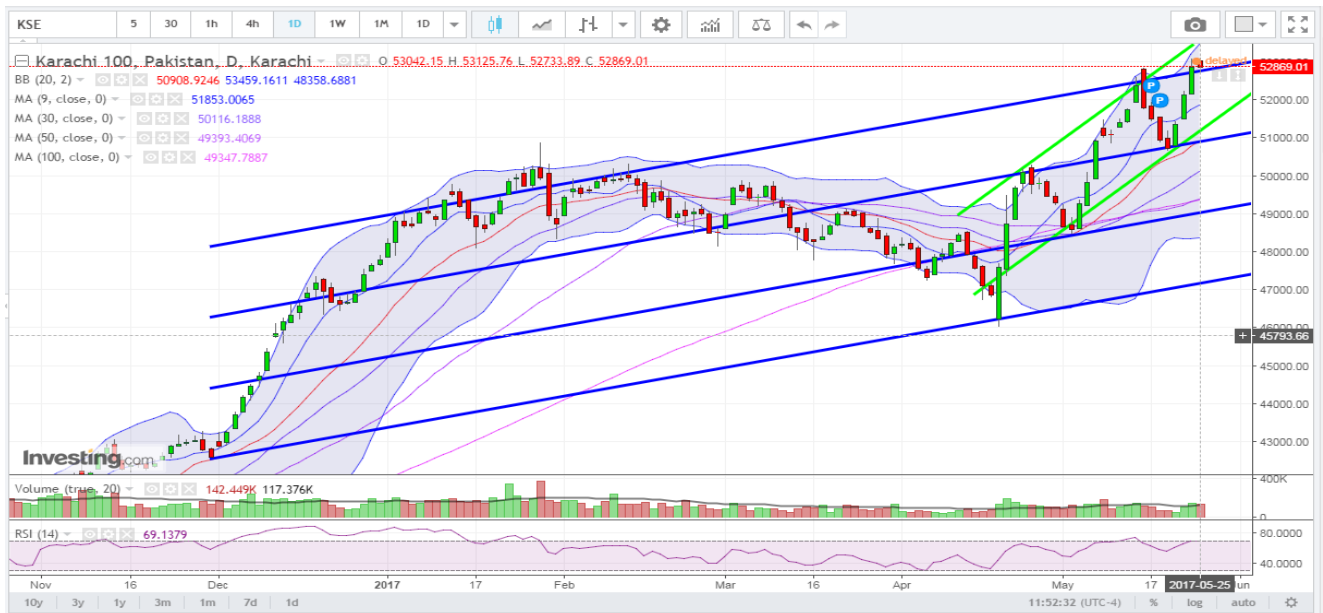 KSE 5 30 1h 4h 1D 1W 1M 1D
Karachi 100, Pakistan, D, Karachi O 53042.15 H 53125.76 L 52733.89 C 52869.01
delayed
52869.01
BB (20, 2) 50908.9246 53459.1611 48358.6881
MA (9, close, 0) 51853.0065
P
52000.00
P
MA (30, close, 0) 50116.1888
MA (50, close, 0) 49393.4069
51000.00
MA (100, close, 0) 49347.7887
50000.00
49000.00
48000.00
47000.00
46000.00
45793.66
45000.00
44000.00
43000.00
Investing.com
Volume (true, 20) 142.449K 117.376K
400K
0
RSI (14) 69.1379
80.0000
40.0000
Nov 16 Dec 2017 17 Feb Mar 16 Apr May 17 2017-05-25 Jun
10y 3y 1y 3m 1m 7d 1d 11:52:32 (UTC-4) % log auto